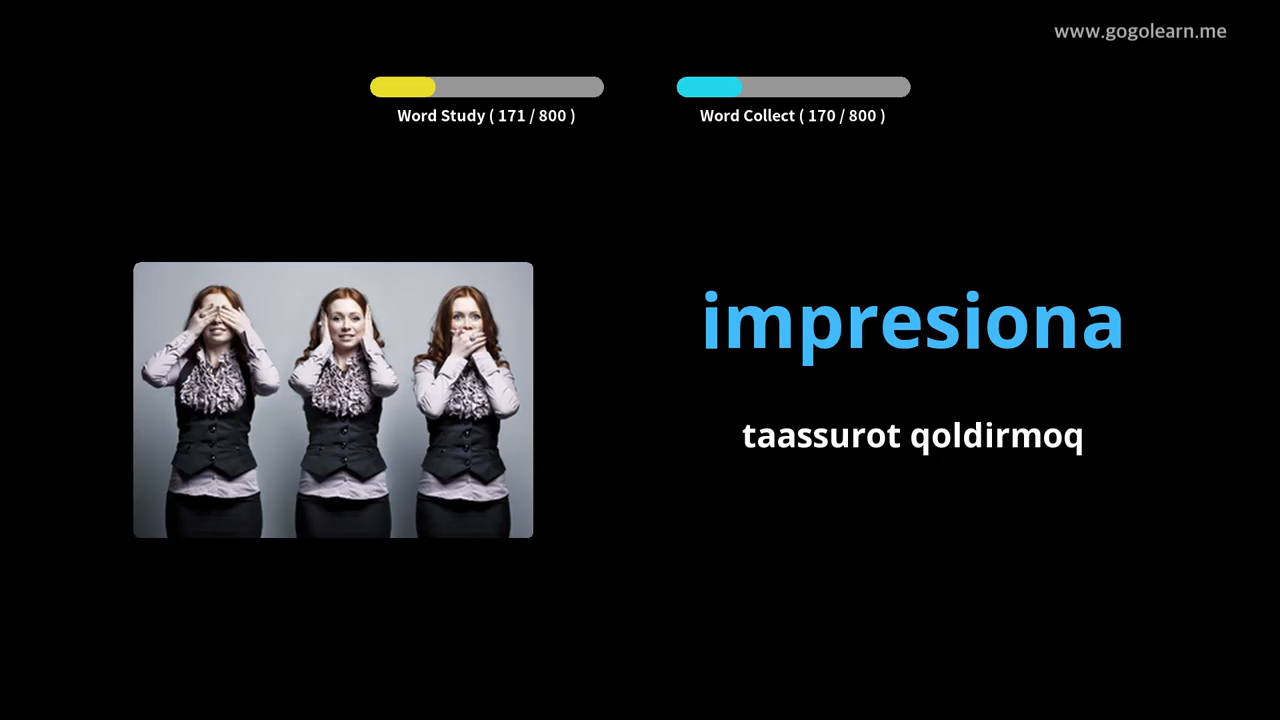 www.gogolearn.me
Word Study ( 171 / 800 )
Word Collect ( 170 / 800 )
impresiona
taassurot qoldirmoq